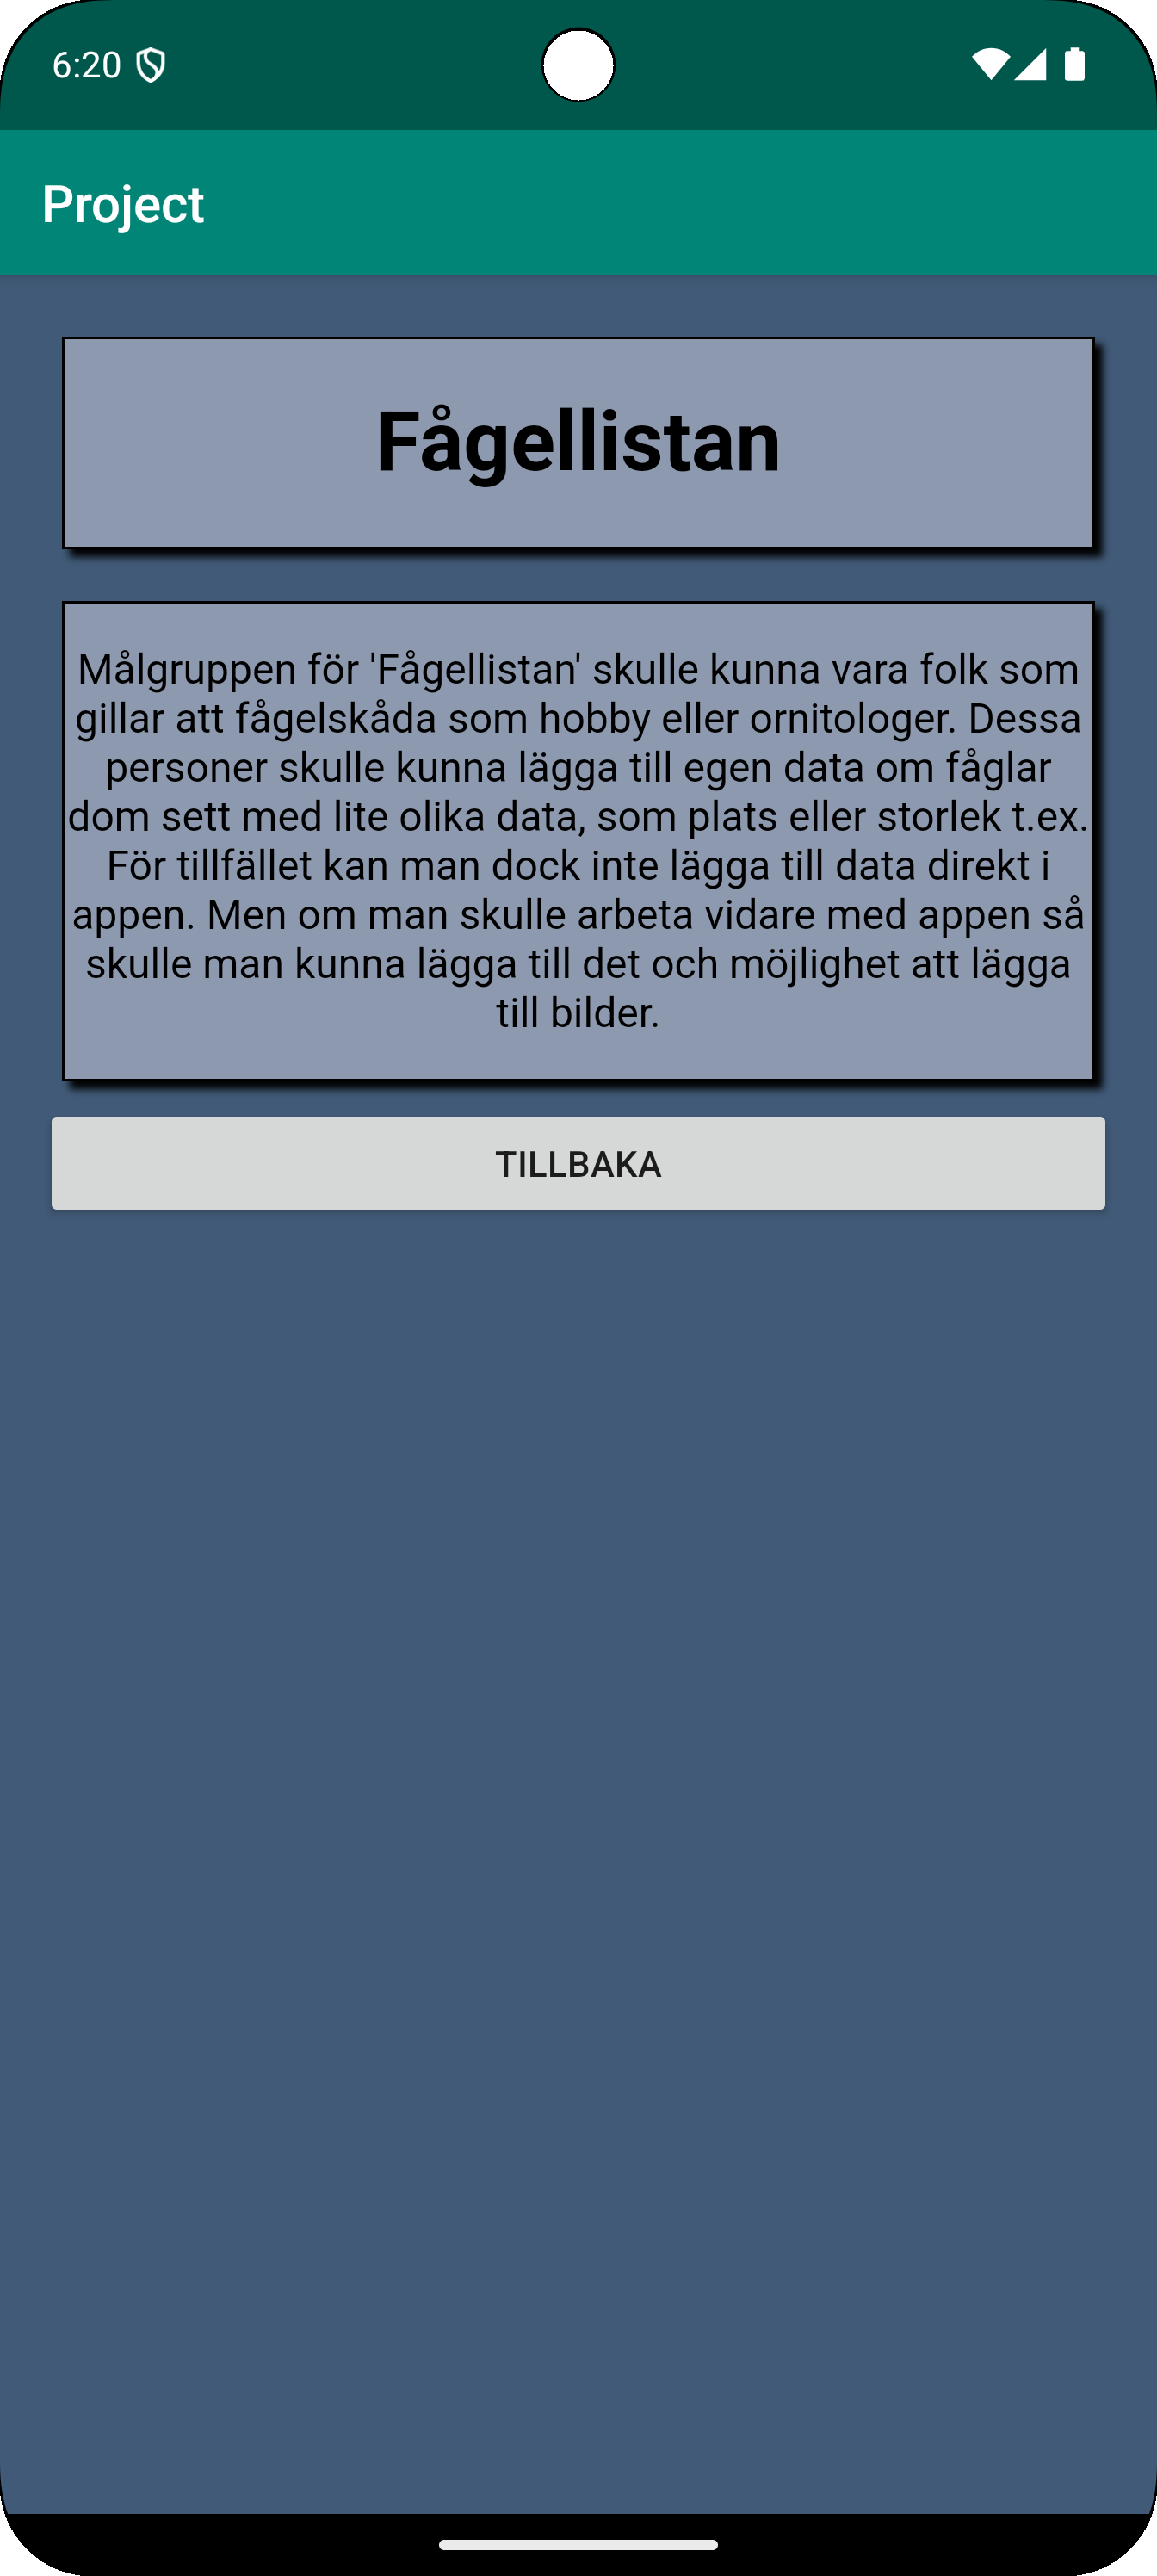 6:20
Project
Fågellistan
Målgruppen för 'Fågellistan' skulle kunna vara folk som
gillar att fågelskåda som hobby eller ornitologer. Dessa
personer skulle kunna lägga till egen data om fåglar
dom sett med lite olika data, som plats eller storlek t.ex.
För tillfället kan man dock inte lägga till data direkt i
appen. Men om man skulle arbeta vidare med appen så
skulle man kunna lägga till det och möjlighet att lägga
till bilder.
TILLBAKA